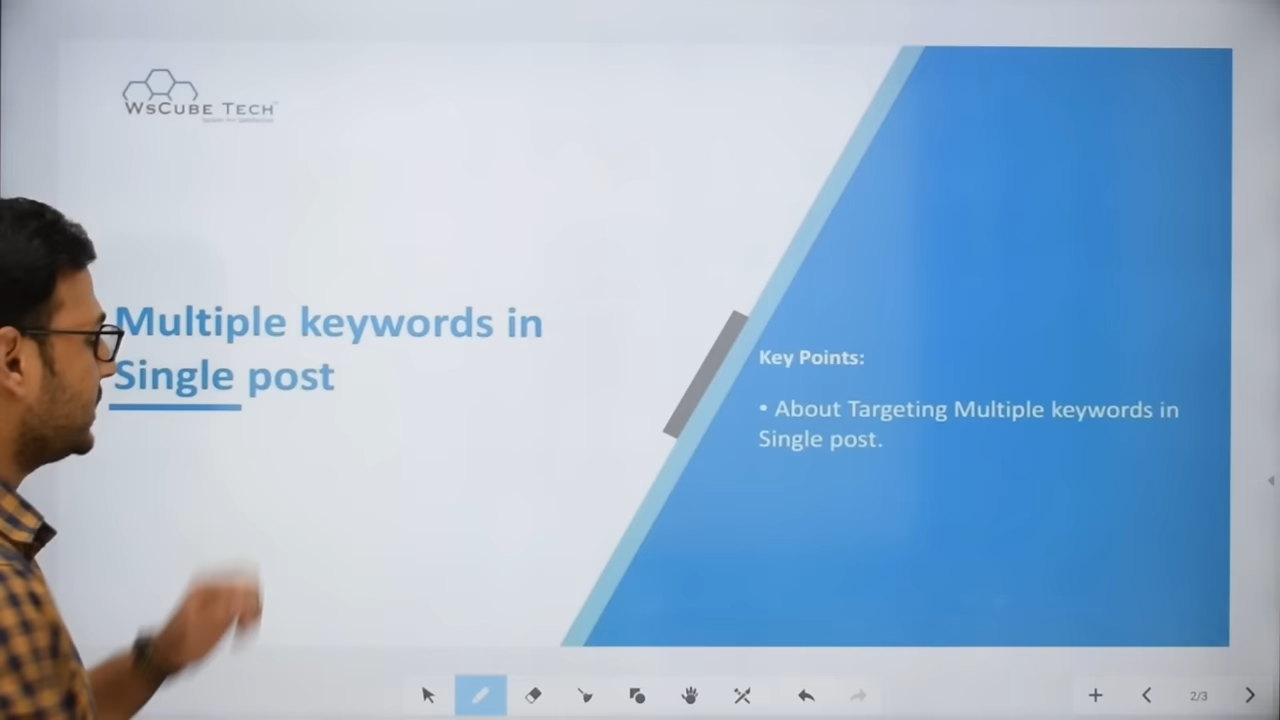 WSCUBE TECH
Multiple keywords in
Single post
Key Points:
• About Targeting Multiple keywords in
Single post.
2/3